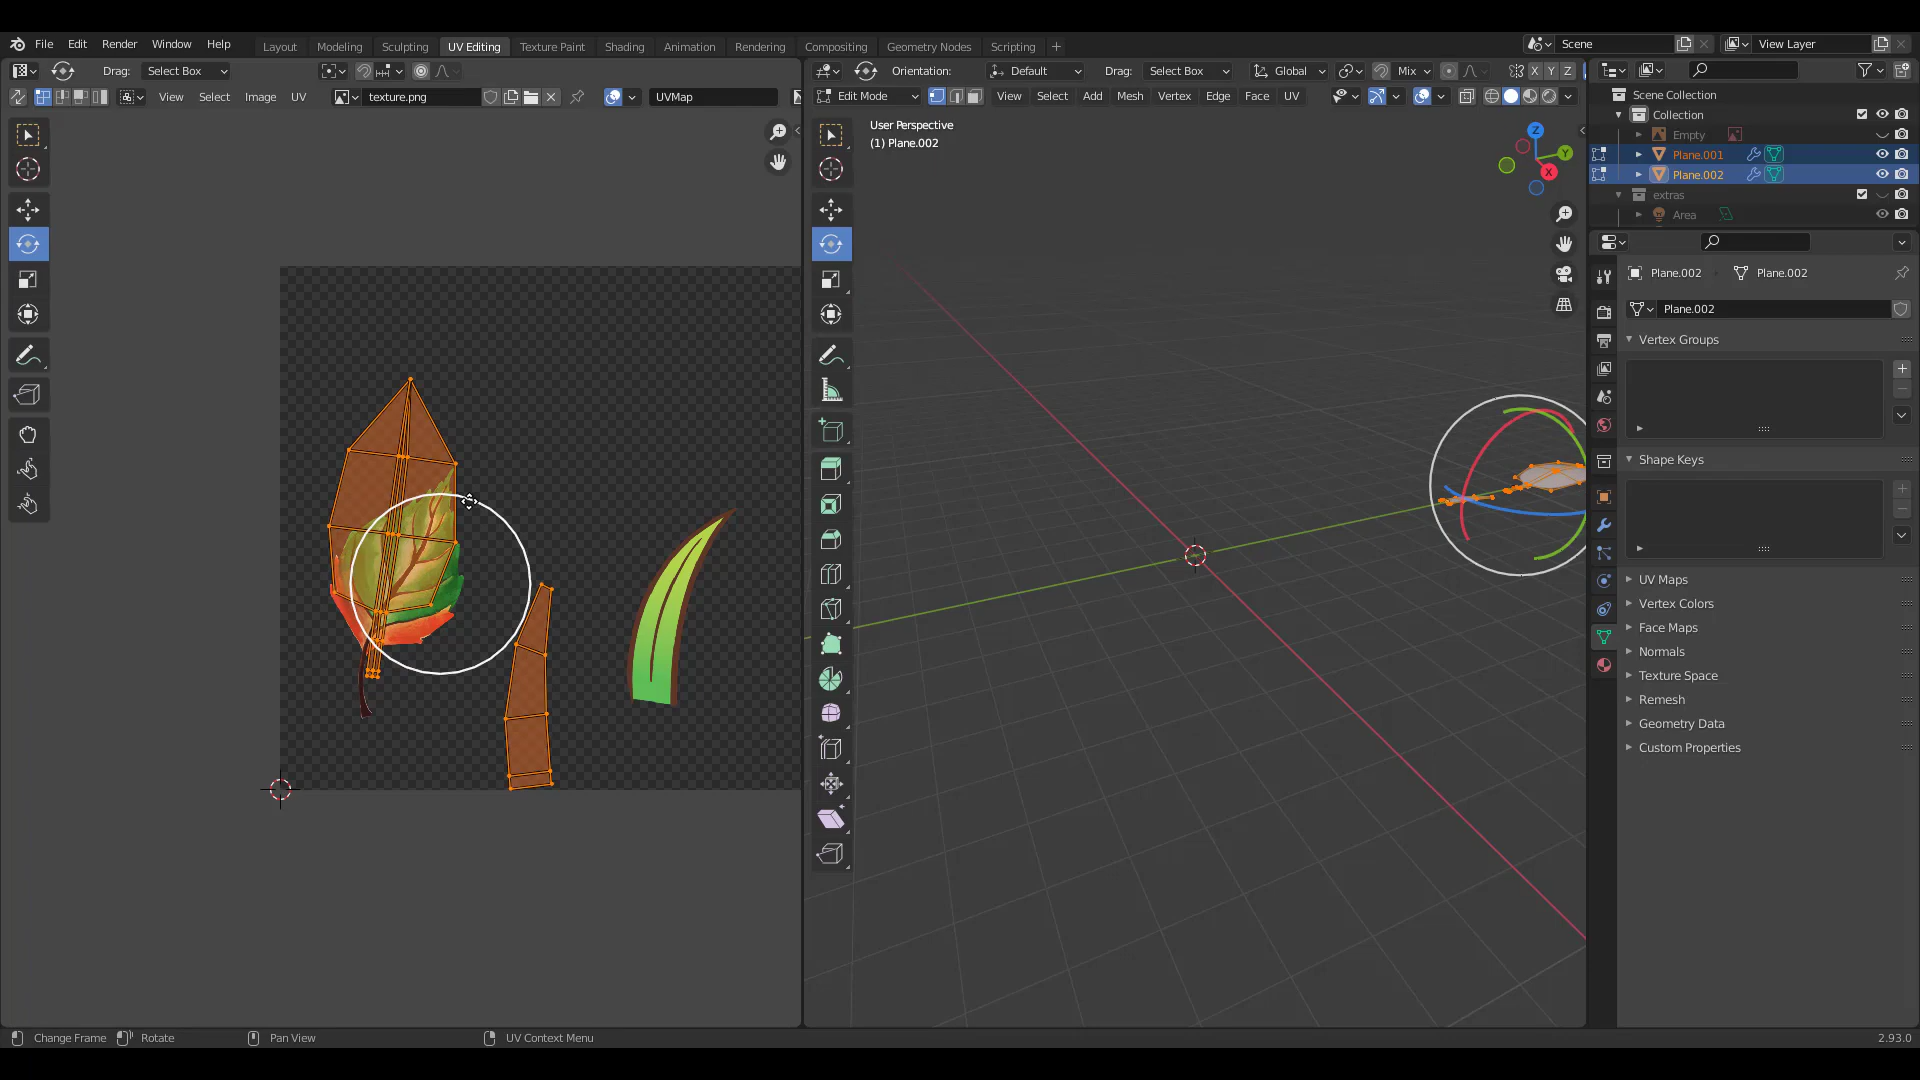 File Edit Render Window Help Layout Modeling Sculpting UV Editing Texture Paint Shading Animation Rendering Compositing Geometry Nodes Scripting + Scene View Layer
Drag: Select Box Orientation: Default Drag: Select Box Global Mix X Y Z
View Select Image UV texture.png UVMap Edit Mode View Select Add Mesh Vertex Edge Face UV
Scene Collection
Collection
Empty
Plane.001
Plane.002
extras
Area
User Perspective
(1) Plane.002
Z
Y
X
Plane.002 Plane.002
Plane.002
Vertex Groups
Shape Keys
UV Maps
Vertex Colors
Face Maps
Normals
Texture Space
Remesh
Geometry Data
Custom Properties
Change Frame Rotate Pan View UV Context Menu 2.93.0